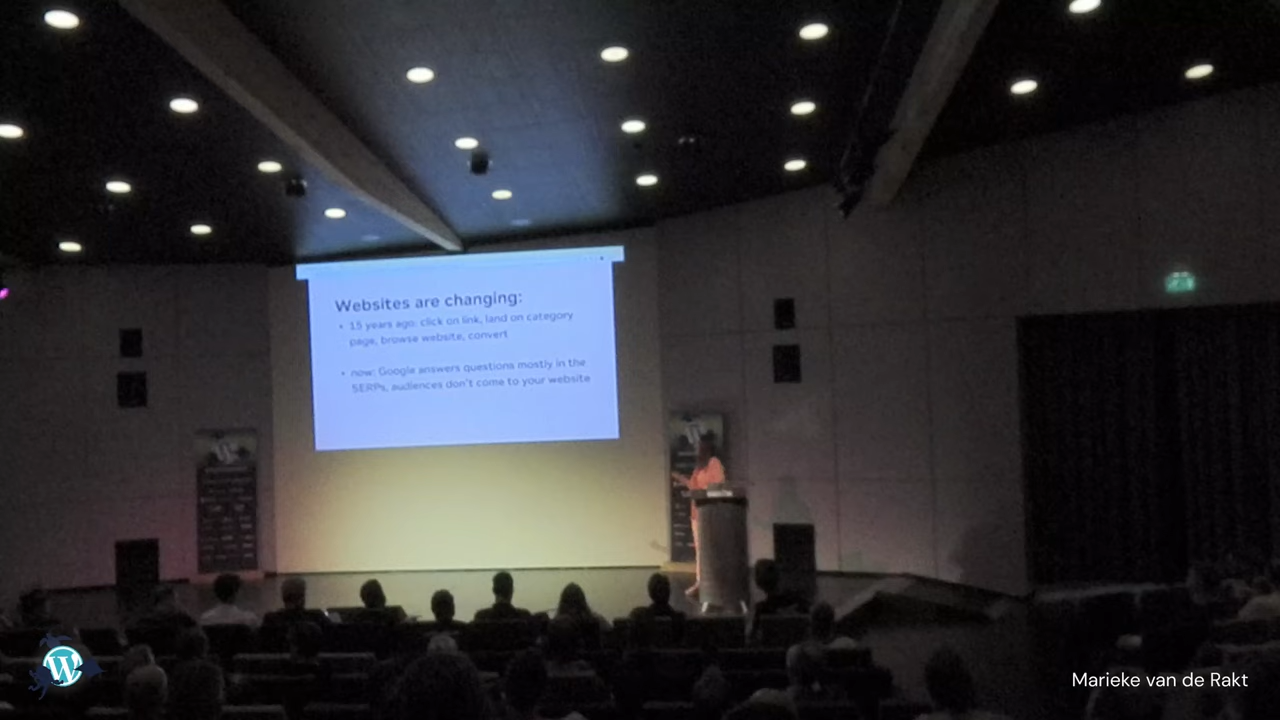 Websites are changing:
• 15 years ago: click on link, land on category
page, browse website, convert
• now: Google answers questions mostly in the
SERPs, audiences don't come to your website
Marieke van de Rakt